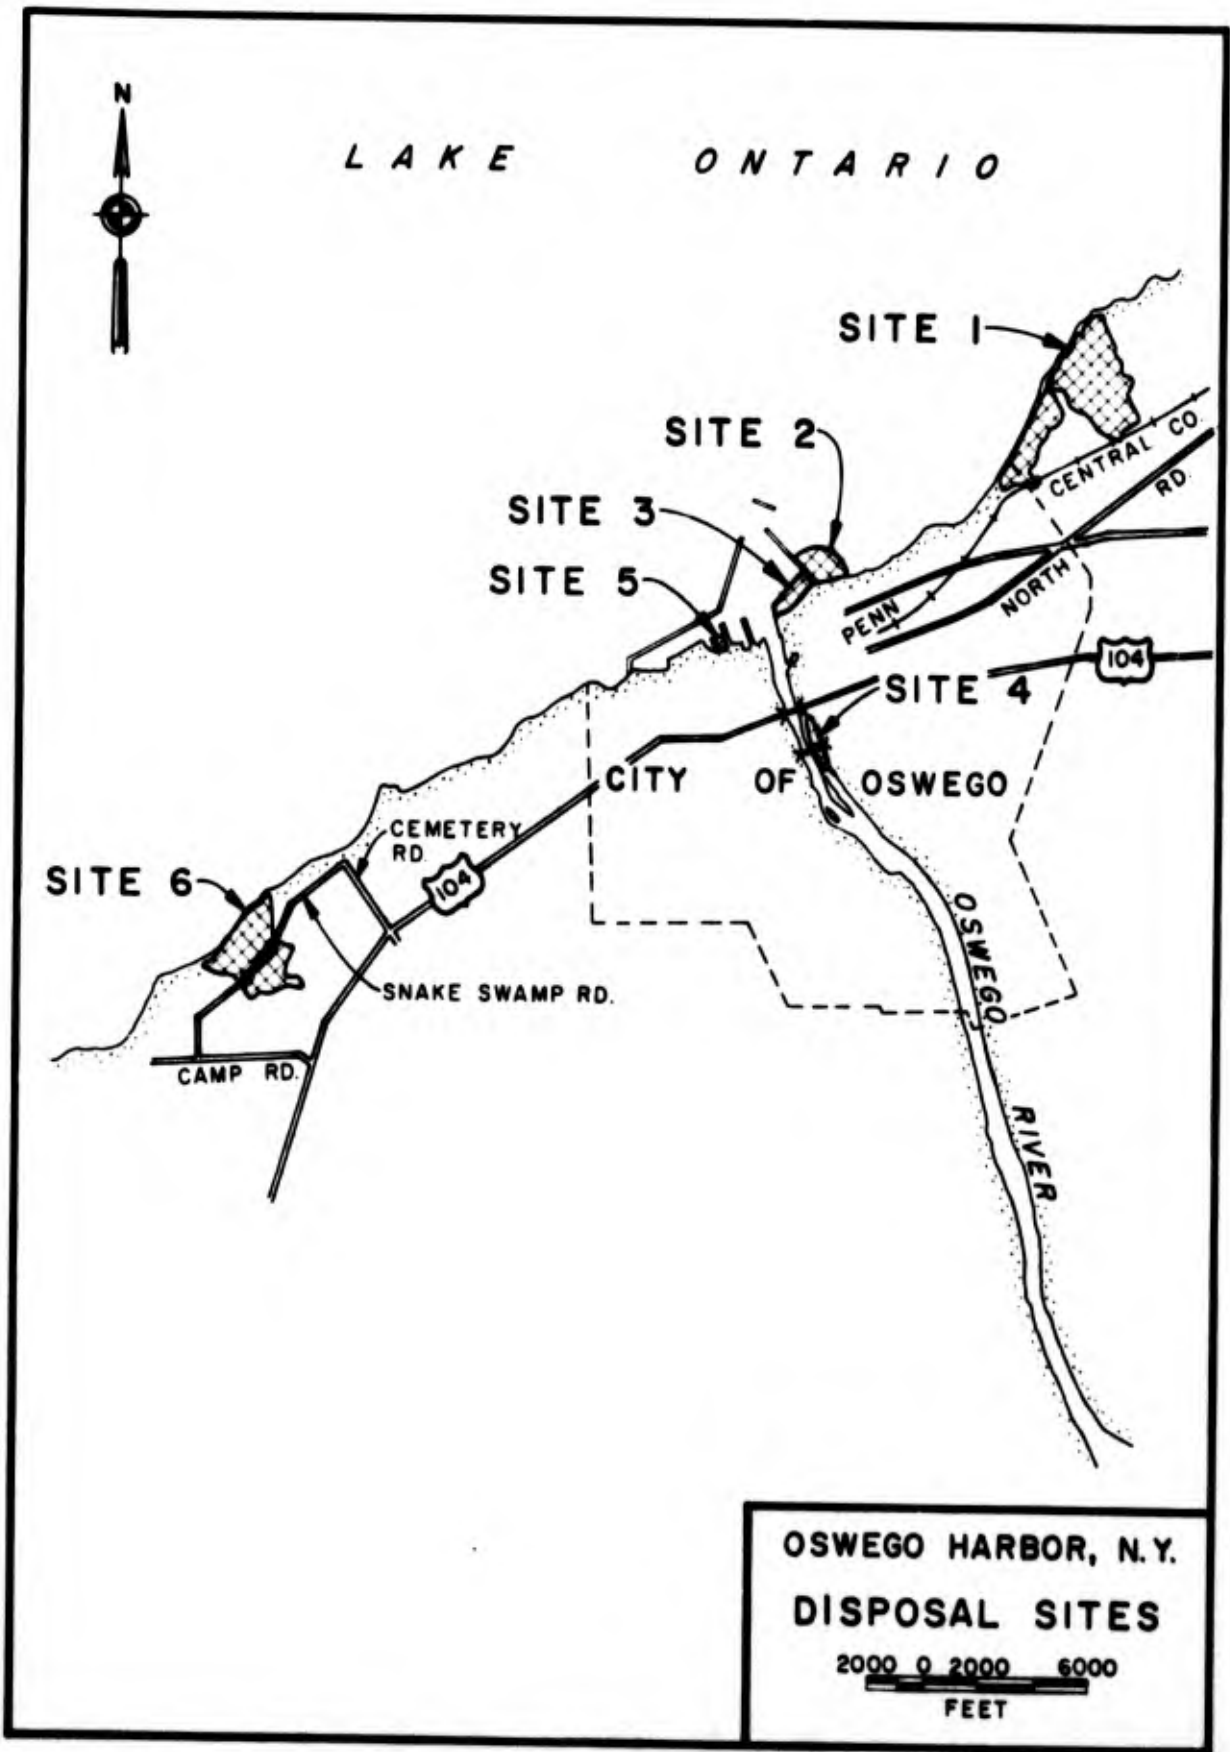 N
LAKE ONTARIO
SITE 1
SITE 2
CENTRAL CO.
RD.
SITE 3
SITE 5
PENN
NORTH
104
SITE 4
CITY OF OSWEGO
CEMETERY
RD.
104
SITE 6
OSWEGO
SNAKE SWAMP RD.
CAMP RD.
RIVER
OSWEGO HARBOR, N.Y.
DISPOSAL SITES
2000 0 2000 6000
FEET